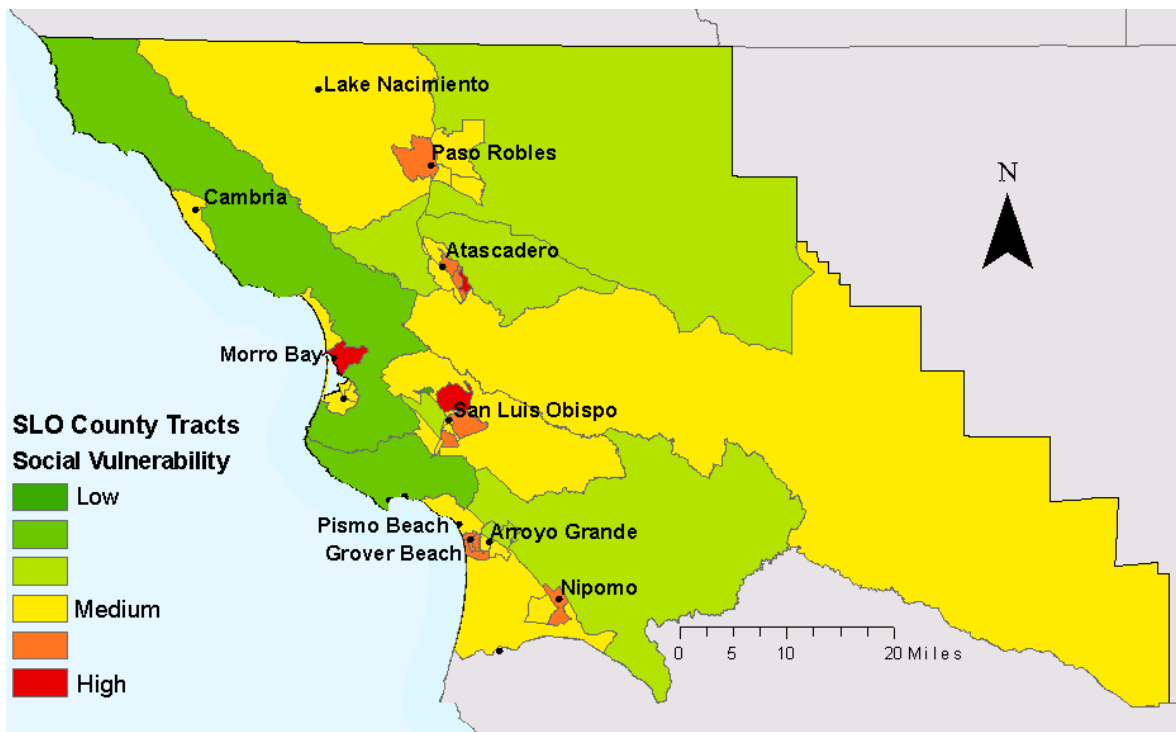 Lake Nacimiento
Paso Robles
N
Cambria
Atascadero
Morro Bay
San Luis Obispo
SLO County Tracts
Social Vulnerability
Low
Medium
High
Pismo Beach
Arroyo Grande
Grover Beach
Nipomo
0 5 10 20 Miles